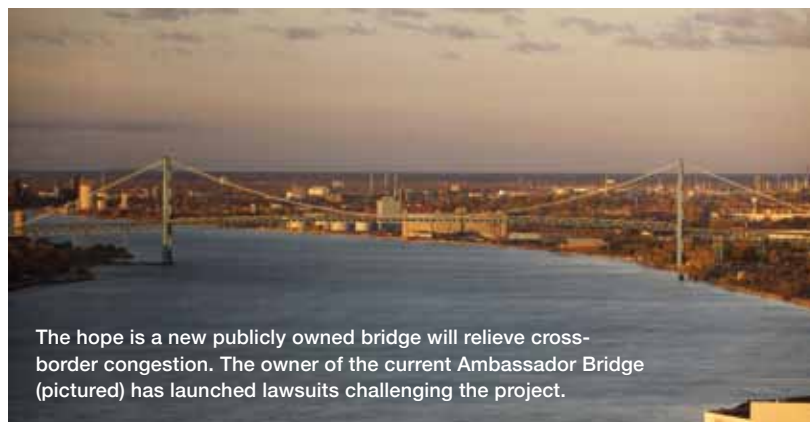 The hope is a new publicly owned bridge will relieve cross-
border congestion. The owner of the current Ambassador Bridge
(pictured) has launched lawsuits challenging the project.